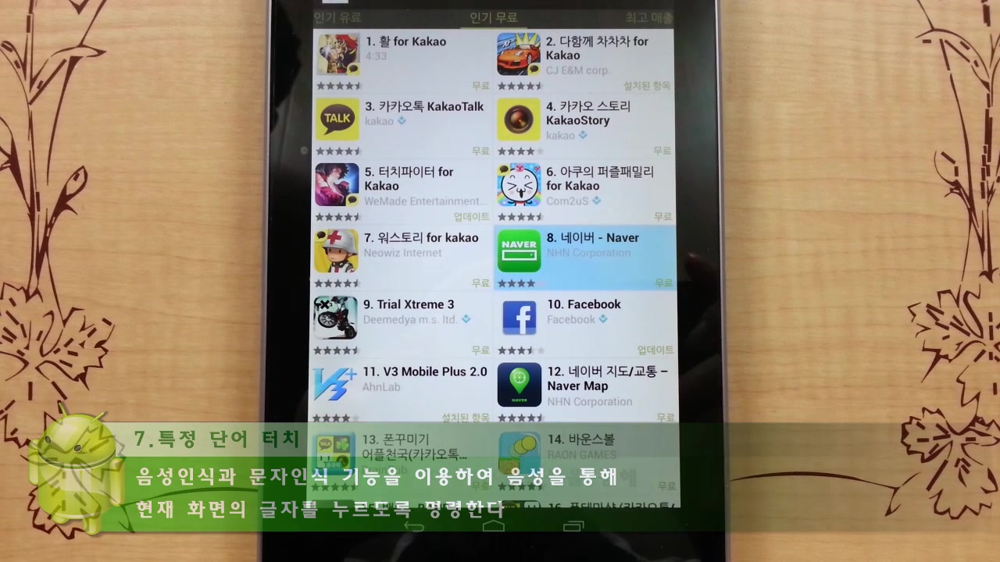 인기 유료 인기 무료 최고 매출
1. 활 for Kakao
4:33
무료
2. 다함께 차차차 for
Kakao
CJ E&M corp.
설치된 항목
TALK
3. 카카오톡 KakaoTalk
kakao
무료
4. 카카오 스토리
KakaoStory
kakao
무료
5. 터치파이터 for
Kakao
WeMade Entertainment...
업데이트
6. 아쿠의 퍼즐패밀리
for Kakao
Com2uS
무료
7. 워스토리 for kakao
Neowiz Internet
무료
NAVER
8. 네이버 - Naver
NHN Corporation
무료
9. Trial Xtreme 3
Deemedya m.s. ltd.
무료
10. Facebook
Facebook
업데이트
V3+
11. V3 Mobile Plus 2.0
AhnLab
설치된 항목
NAVER
12. 네이버 지도/교통 –
Naver Map
NHN Corporation
무료
13. 폰꾸미기
어플천국(카카오톡...
14. 바운스볼
RAON GAMES
무료
7.특정 단어 터치
음성인식과 문자인식 기능을 이용하여 음성을 통해
현재 화면의 글자를 누르도록 명령한다